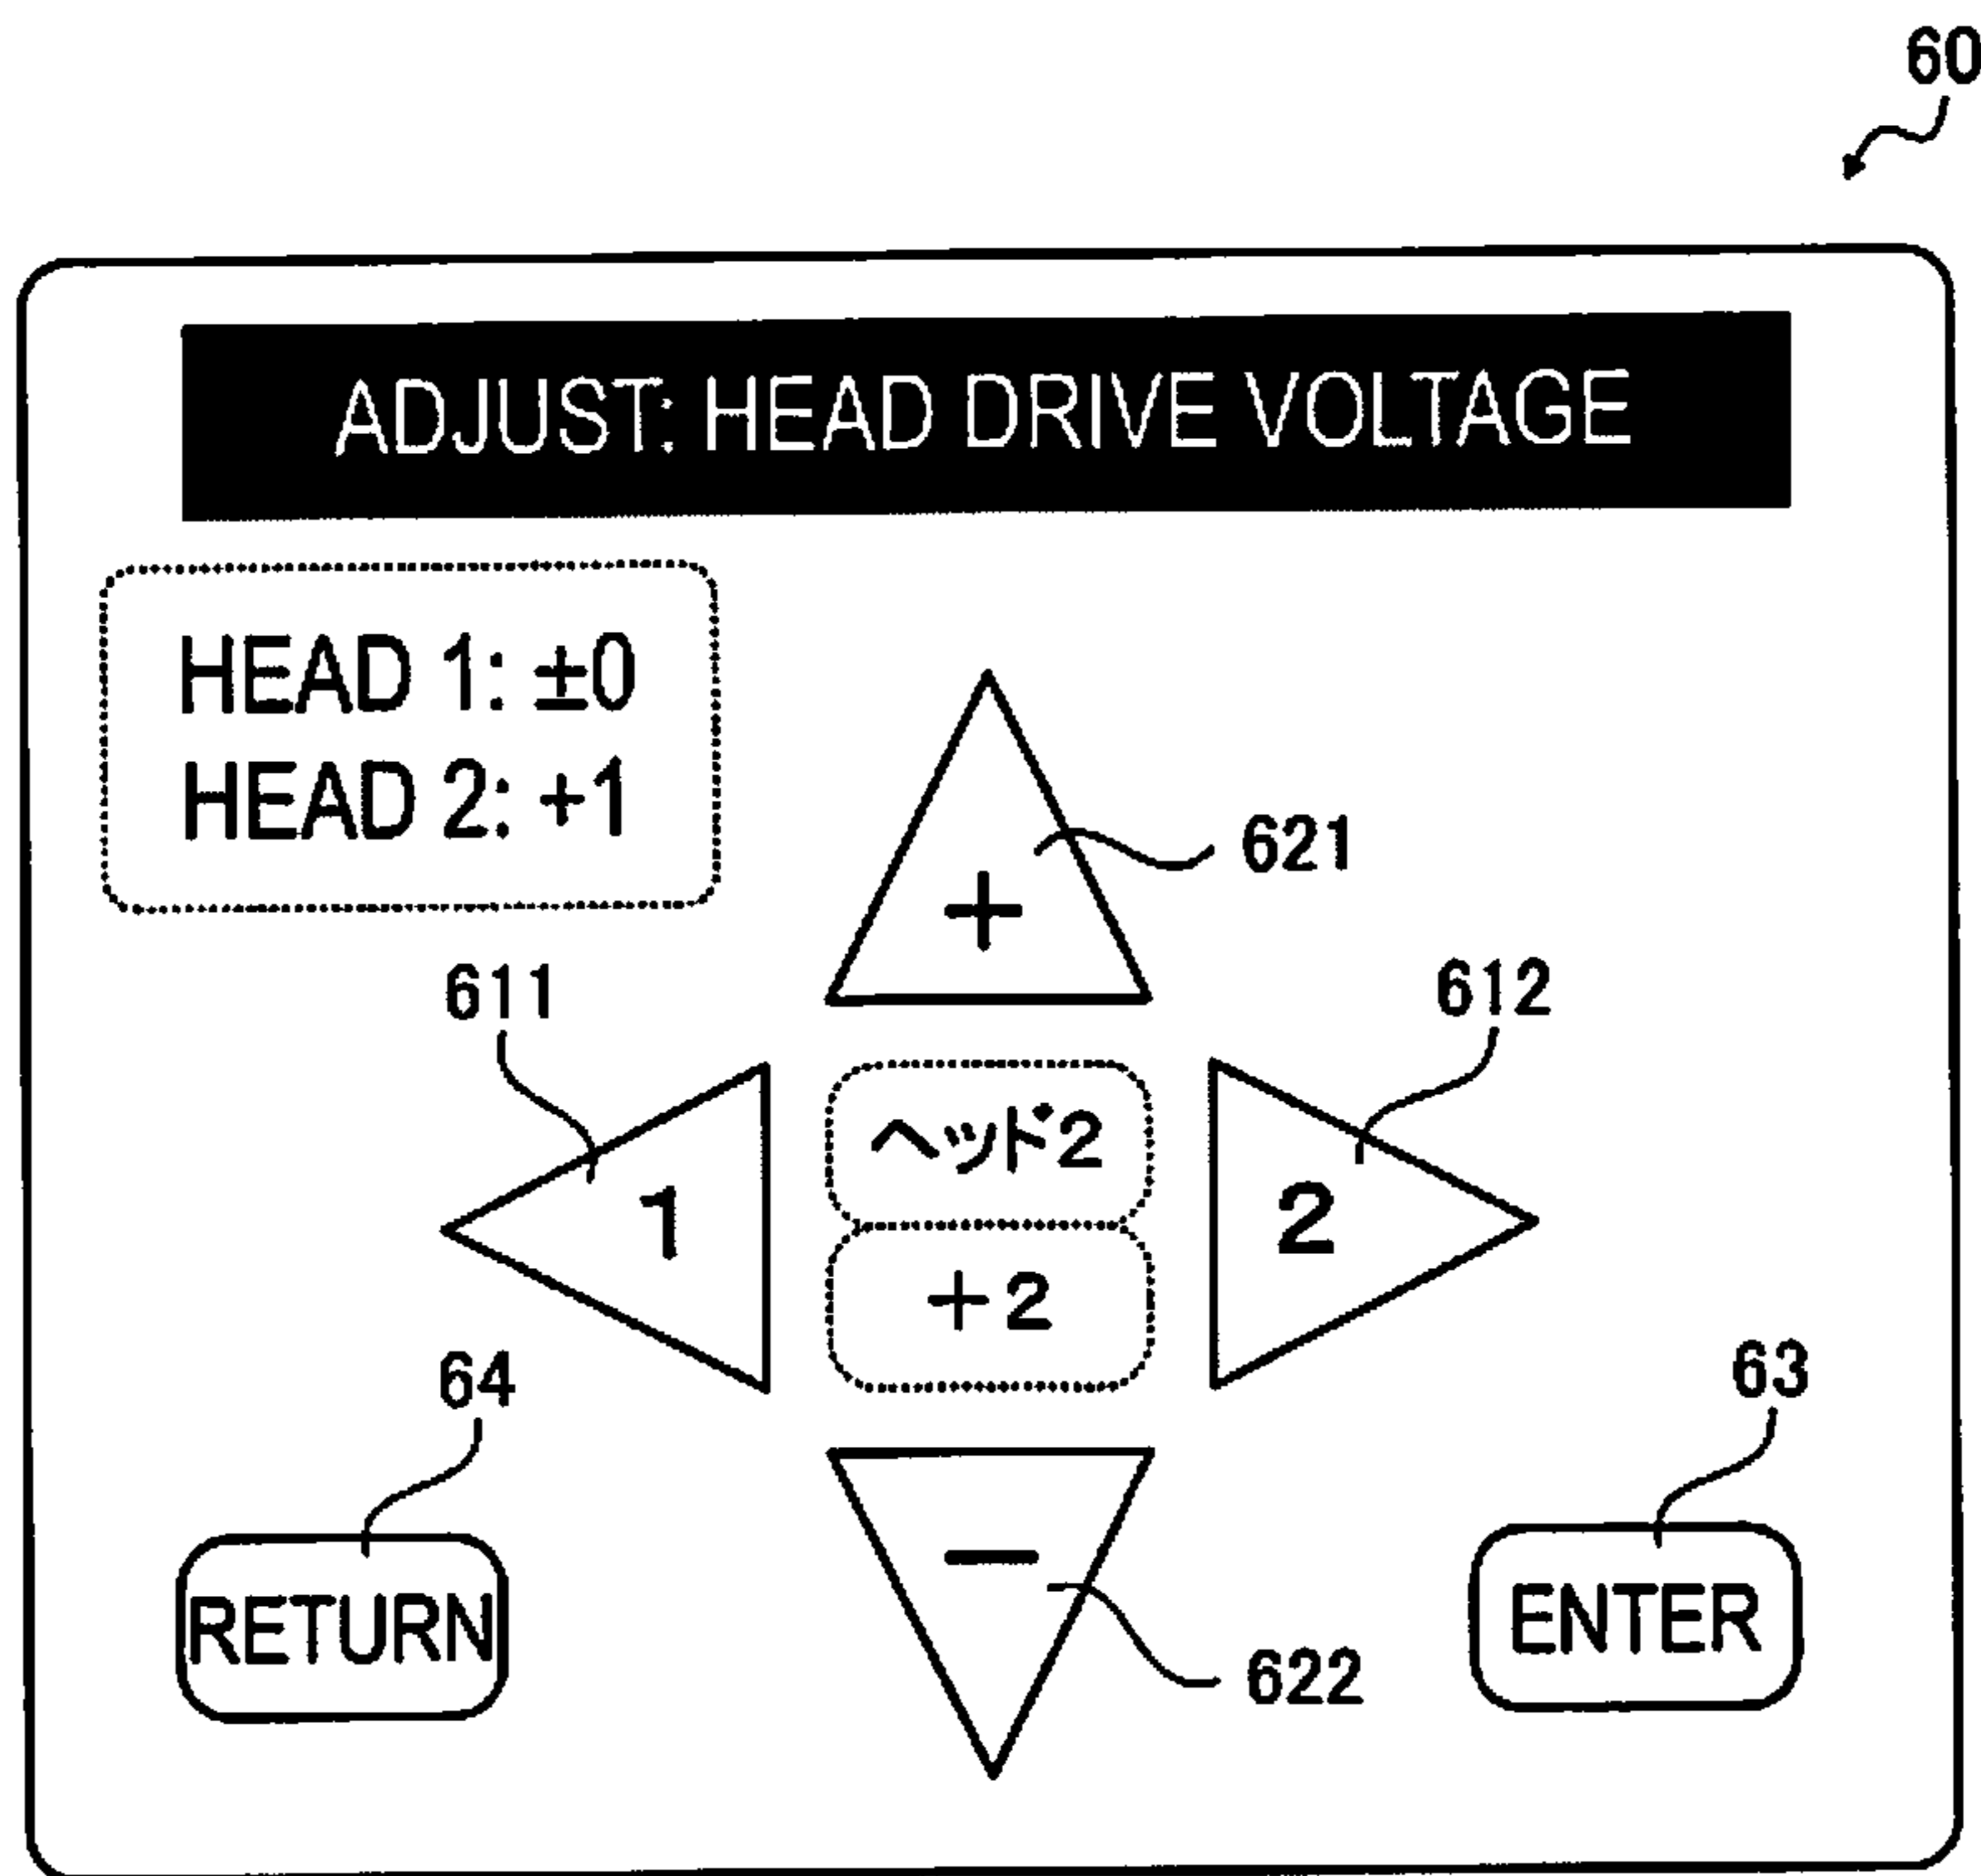 60
ADJUST: HEAD DRIVE VOLTAGE
HEAD 1: ±0
HEAD 2: +1
621
+
611
612
ヘッド2
1
2
+2
64
63
−
RETURN
ENTER
622